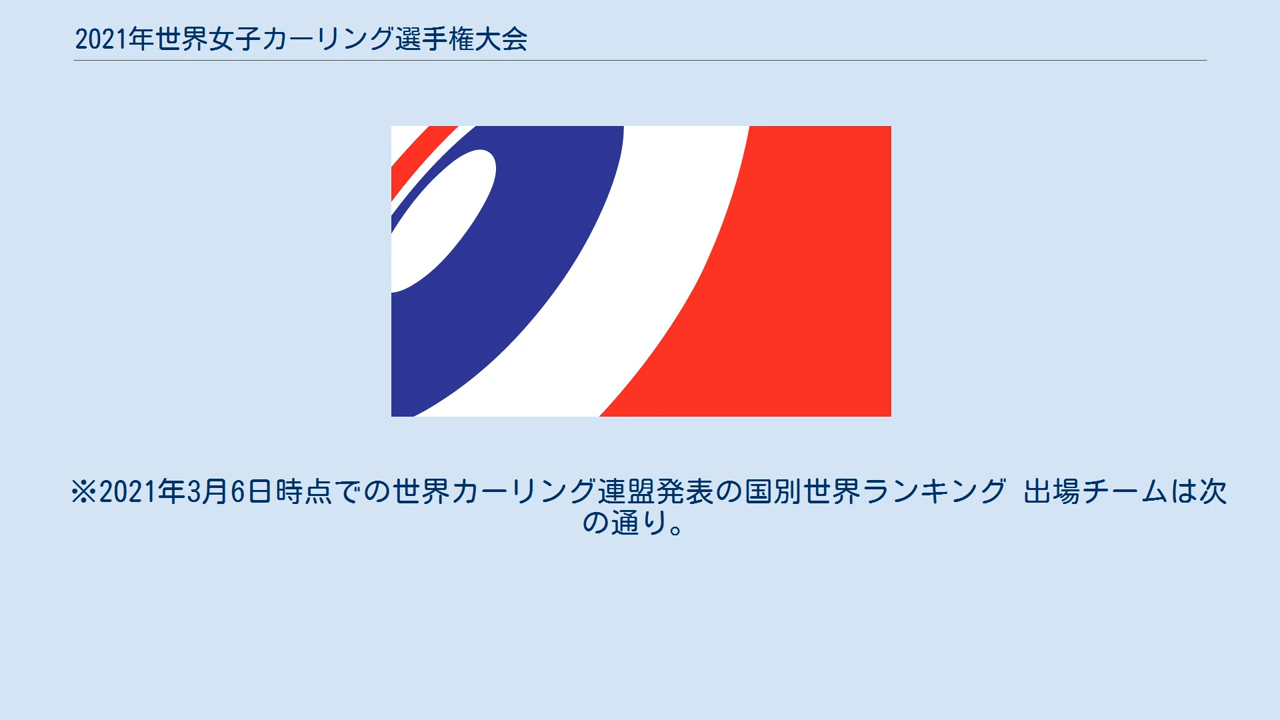 2021年世界女子カーリング選手権大会
※2021年3月6日時点での世界カーリング連盟発表の国別世界ランキング 出場チームは次
の通り。